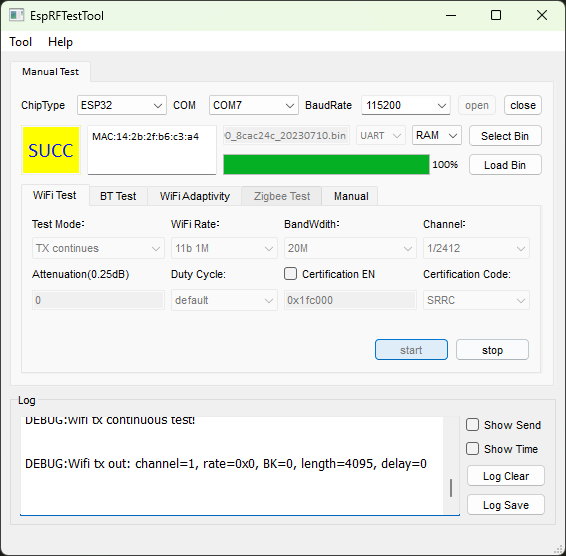 EspRFTestTool
Tool Help
Manual Test
ChipType ESP32 COM COM7 BaudRate 115200 open close
SUCC MAC:14:2b:2f:b6:c3:a4 _8cac24c_20230710.bin UART RAM Select Bin
100% Load Bin
WiFi Test BT Test WiFi Adaptivity Zigbee Test Manual
Test Mode: WiFi Rate: BandWdith: Channel:
TX continues 11b 1M 20M 1/2412
Attenuation(0.25dB) Duty Cycle: Certification EN Certification Code:
0 default 0x1fc000 SRRC
start stop
Log
DEBUG:Wifi tx continuous test!
DEBUG:Wifi tx out: channel=1, rate=0x0, BK=0, length=4095, delay=0
Show Send
Show Time
Log Clear
Log Save